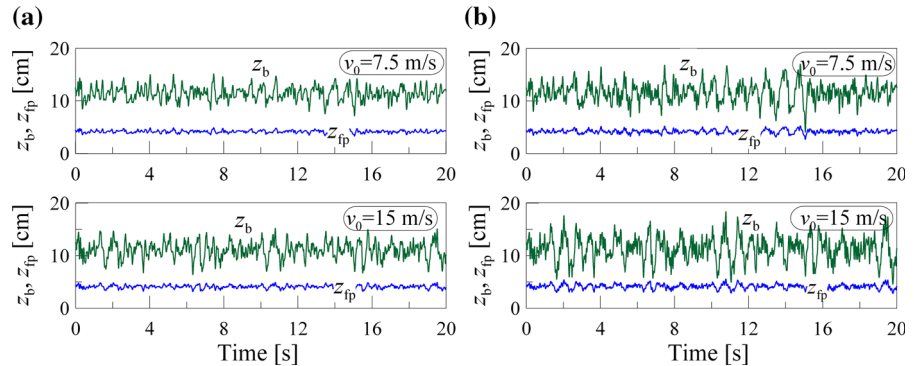 (a)
z_b, z_fp [cm]
20
10
0
z_b
v_0=7.5 m/s
z_fp
0 4 8 12 16 20
z_b, z_fp [cm]
20
10
0
z_b
v_0=15 m/s
z_fp
0 4 8 12 16 20
Time [s]
(b)
z_b, z_fp [cm]
20
10
0
z_b
v_0=7.5 m/s
z_fp
0 4 8 12 16 20
z_b, z_fp [cm]
20
10
0
z_b
v_0=15 m/s
z_fp
0 4 8 12 16 20
Time [s]